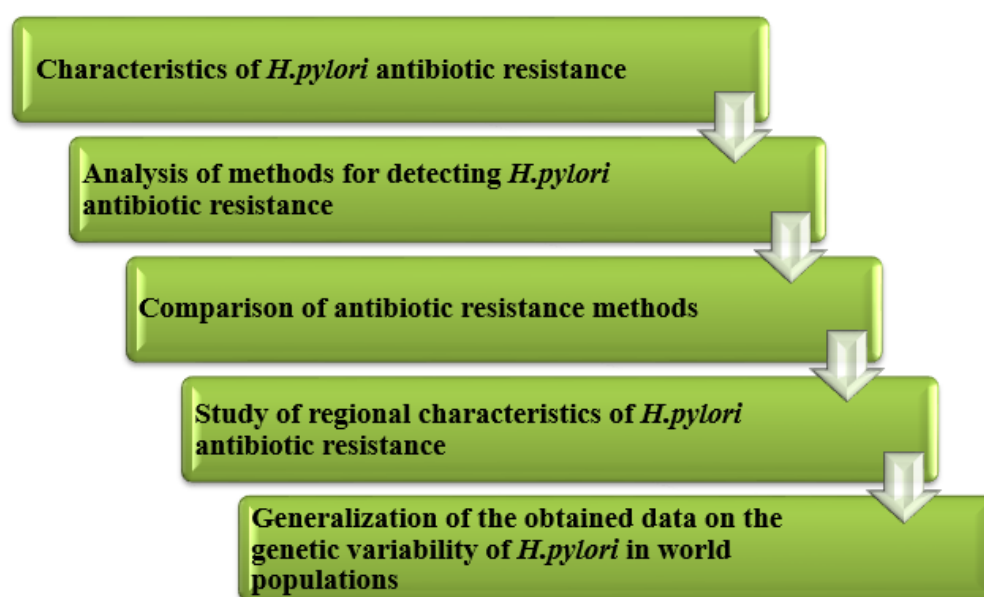 Characteristics of H.pylori antibiotic resistance
Analysis of methods for detecting H.pylori
antibiotic resistance
Comparison of antibiotic resistance methods
Study of regional characteristics of H.pylori
antibiotic resistance
Generalization of the obtained data on the
genetic variability of H.pylori in world
populations